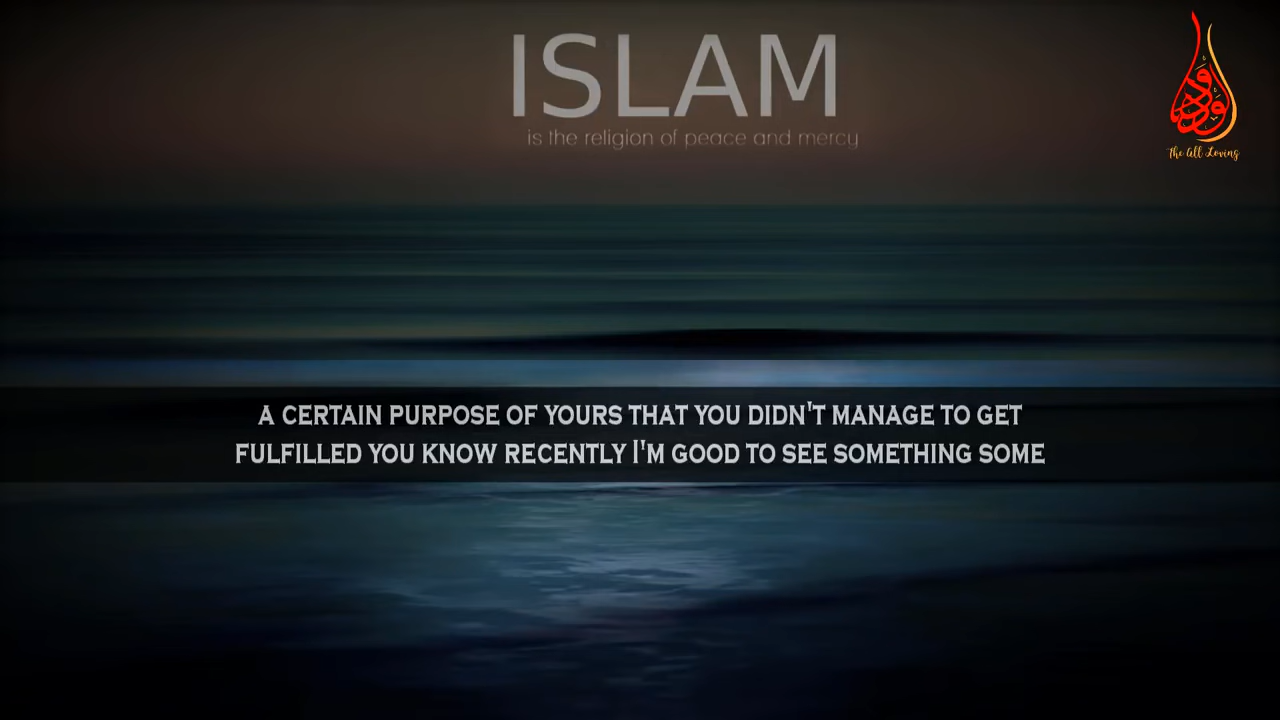 ISLAM
is the religion of peace and mercy
الودود
The All Loving
A CERTAIN PURPOSE OF YOURS THAT YOU DIDN'T MANAGE TO GET
FULFILLED YOU KNOW RECENTLY I'M GOOD TO SEE SOMETHING SOME